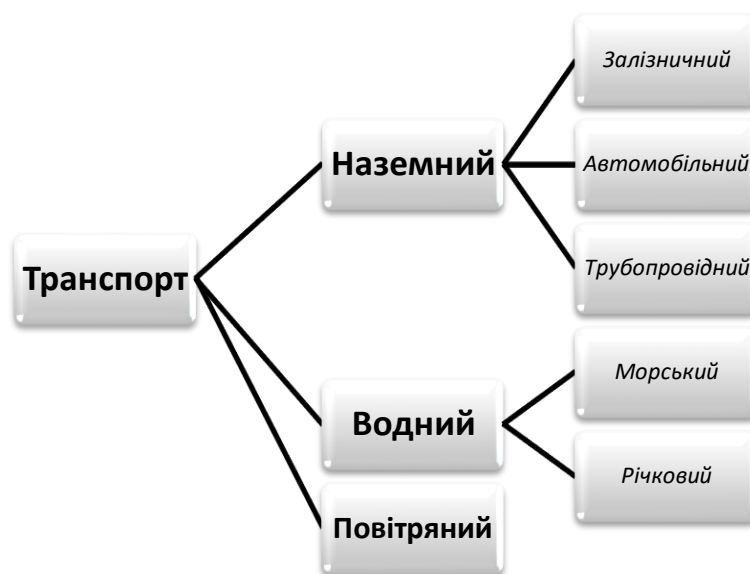 Транспорт
Наземний
Залізничний
Автомобільний
Трубопровідний
Водний
Морський
Річковий
Повітряний